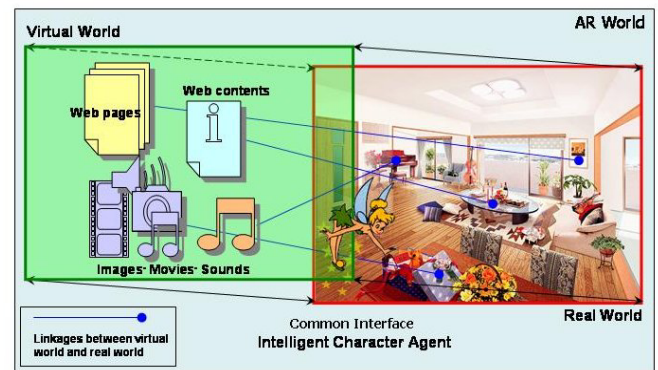 Virtual World
AR World
Web contents
Web pages
i
Images· Movies· Sounds
Real World
Common Interface
Intelligent Character Agent
Linkages between virtual
world and real world